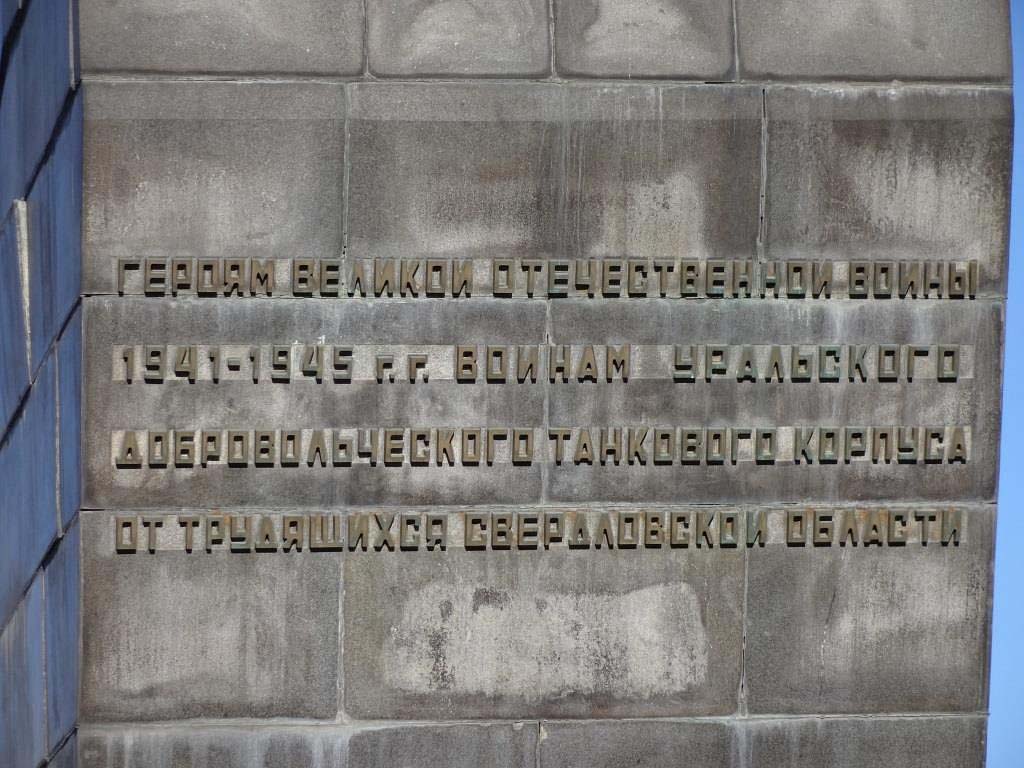 ГЕРОЯМ ВЕЛИКОЙ ОТЕЧЕСТВЕННОЙ ВОЙНЫ
1941-1945 г.г. ВОИНАМ УРАЛЬСКОГО
ДОБРОВОЛЬЧЕСКОГО ТАНКОВОГО КОРПУСА
ОТ ТРУДЯЩИХСЯ СВЕРДЛОВСКОЙ ОБЛАСТИ